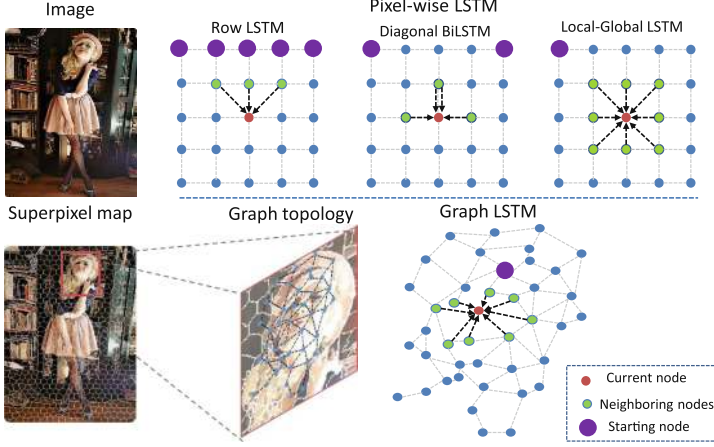 Image
Pixel-wise LSTM
Row LSTM
Diagonal BiLSTM
Local-Global LSTM
Superpixel map
Graph topology
Graph LSTM
Current node
Neighboring nodes
Starting node